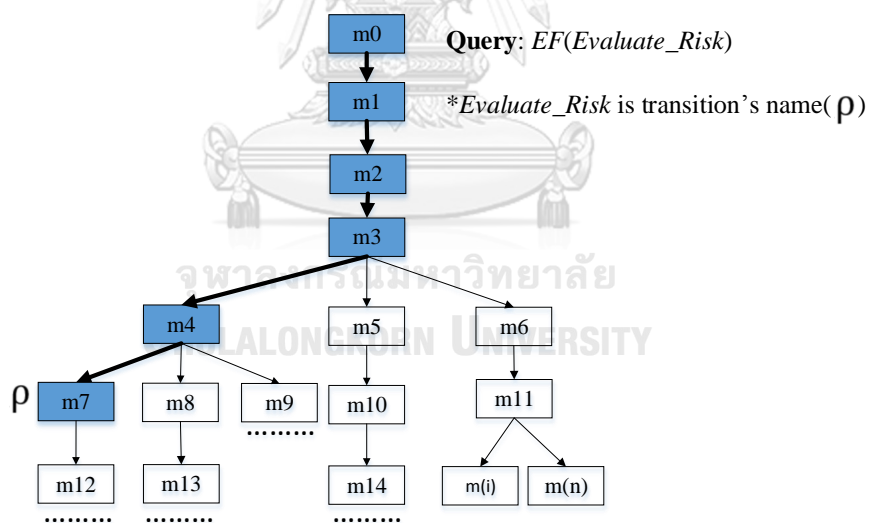 m0
Query: EF(Evaluate_Risk)
m1
*Evaluate_Risk is transition's name(ρ)
m2
m3
จุฬาลงกรณ์มหาวิทยาลัย
m4
m5
m6
LALONGKORN UNIVERSITY
ρ
m7
m8
m9
m10
m11
.........
m12
m13
m14
m(i)
m(n)
.........
.........
.........